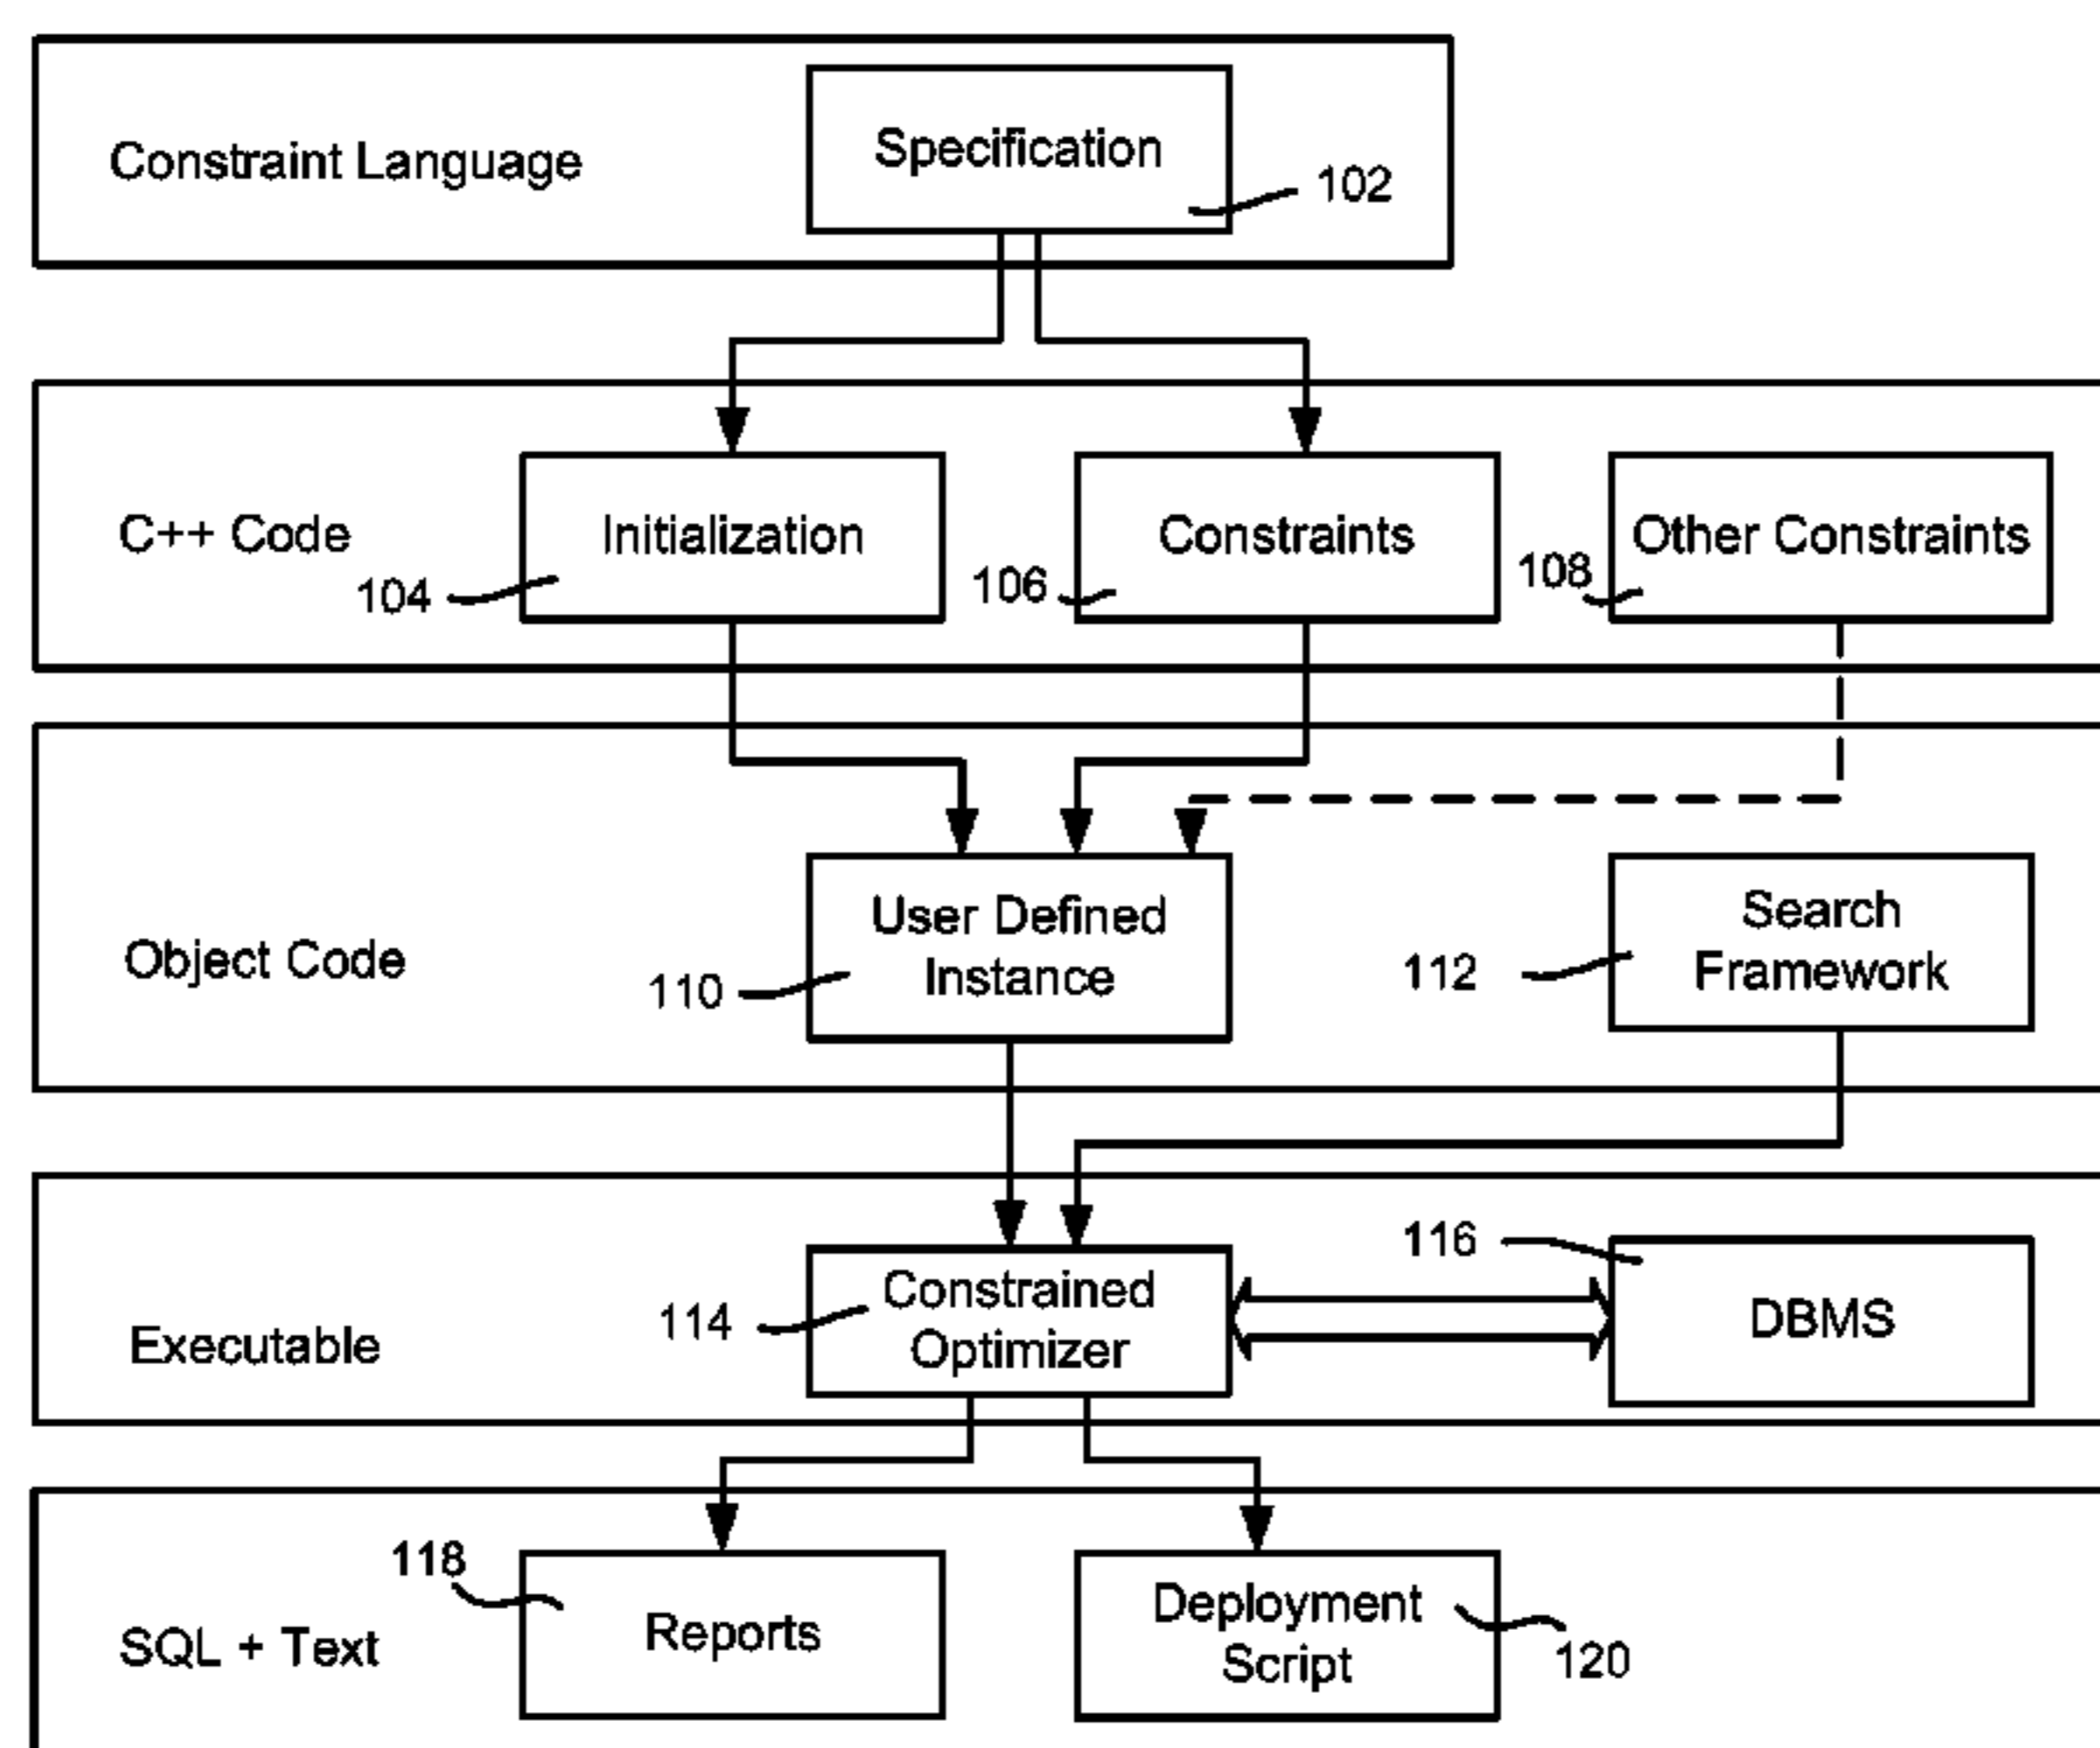 Constraint Language
Specification
102
C++ Code
Initialization
104
Constraints
106
Other Constraints
108
Object Code
User Defined
Instance
110
Search
Framework
112
Executable
Constrained
Optimizer
114
DBMS
116
SQL + Text
Reports
118
Deployment
Script
120